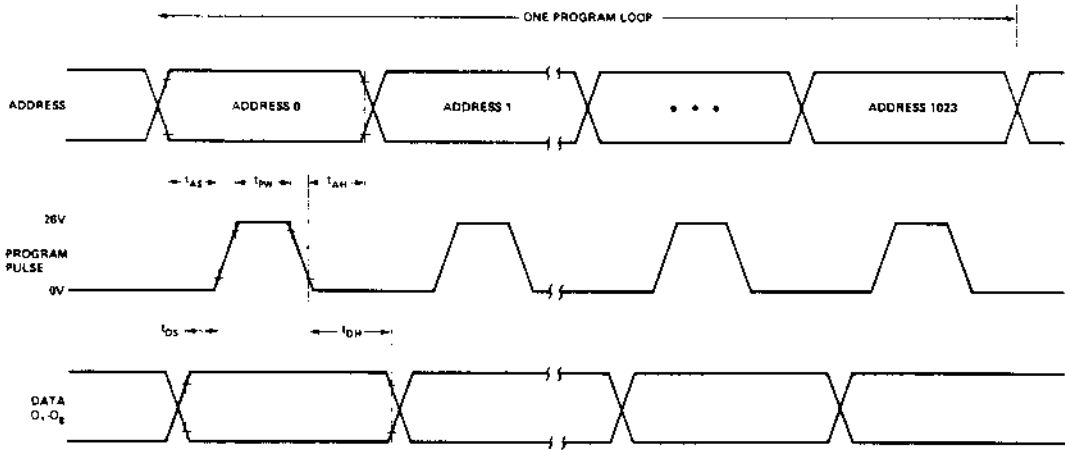 ONE PROGRAM LOOP
ADDRESS
ADDRESS 0
ADDRESS 1
• • •
ADDRESS 1023
tAS
tPW
tAH
26V
PROGRAM
PULSE
0V
tDS
tDH
DATA
O1-O8